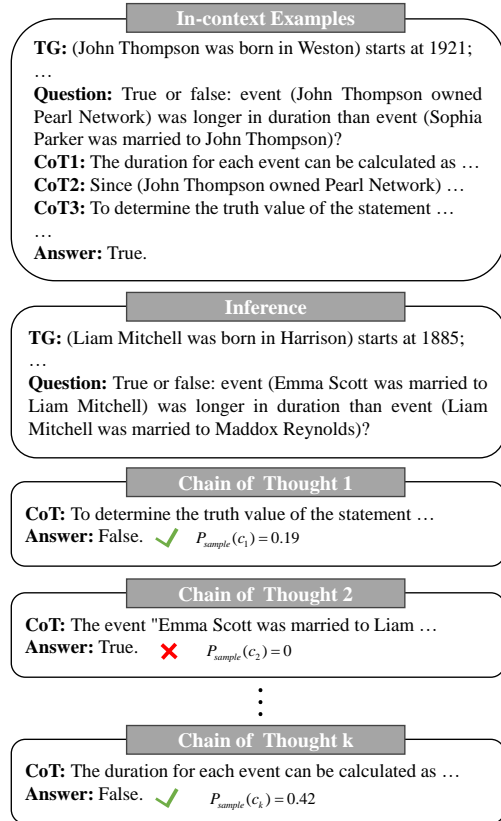 In-context Examples
TG: (John Thompson was born in Weston) starts at 1921;
…
Question: True or false: event (John Thompson owned
Pearl Network) was longer in duration than event (Sophia
Parker was married to John Thompson)?
CoT1: The duration for each event can be calculated as …
CoT2: Since (John Thompson owned Pearl Network) …
CoT3: To determine the truth value of the statement …
…
Answer: True.
Inference
TG: (Liam Mitchell was born in Harrison) starts at 1885;
…
Question: True or false: event (Emma Scott was married to
Liam Mitchell) was longer in duration than event (Liam
Mitchell was married to Maddox Reynolds)?
Chain of Thought 1
CoT: To determine the truth value of the statement …
Answer: False. P_sample(c_1) = 0.19
Chain of Thought 2
CoT: The event "Emma Scott was married to Liam …
Answer: True. P_sample(c_2) = 0
Chain of Thought k
CoT: The duration for each event can be calculated as …
Answer: False. P_sample(c_k) = 0.42